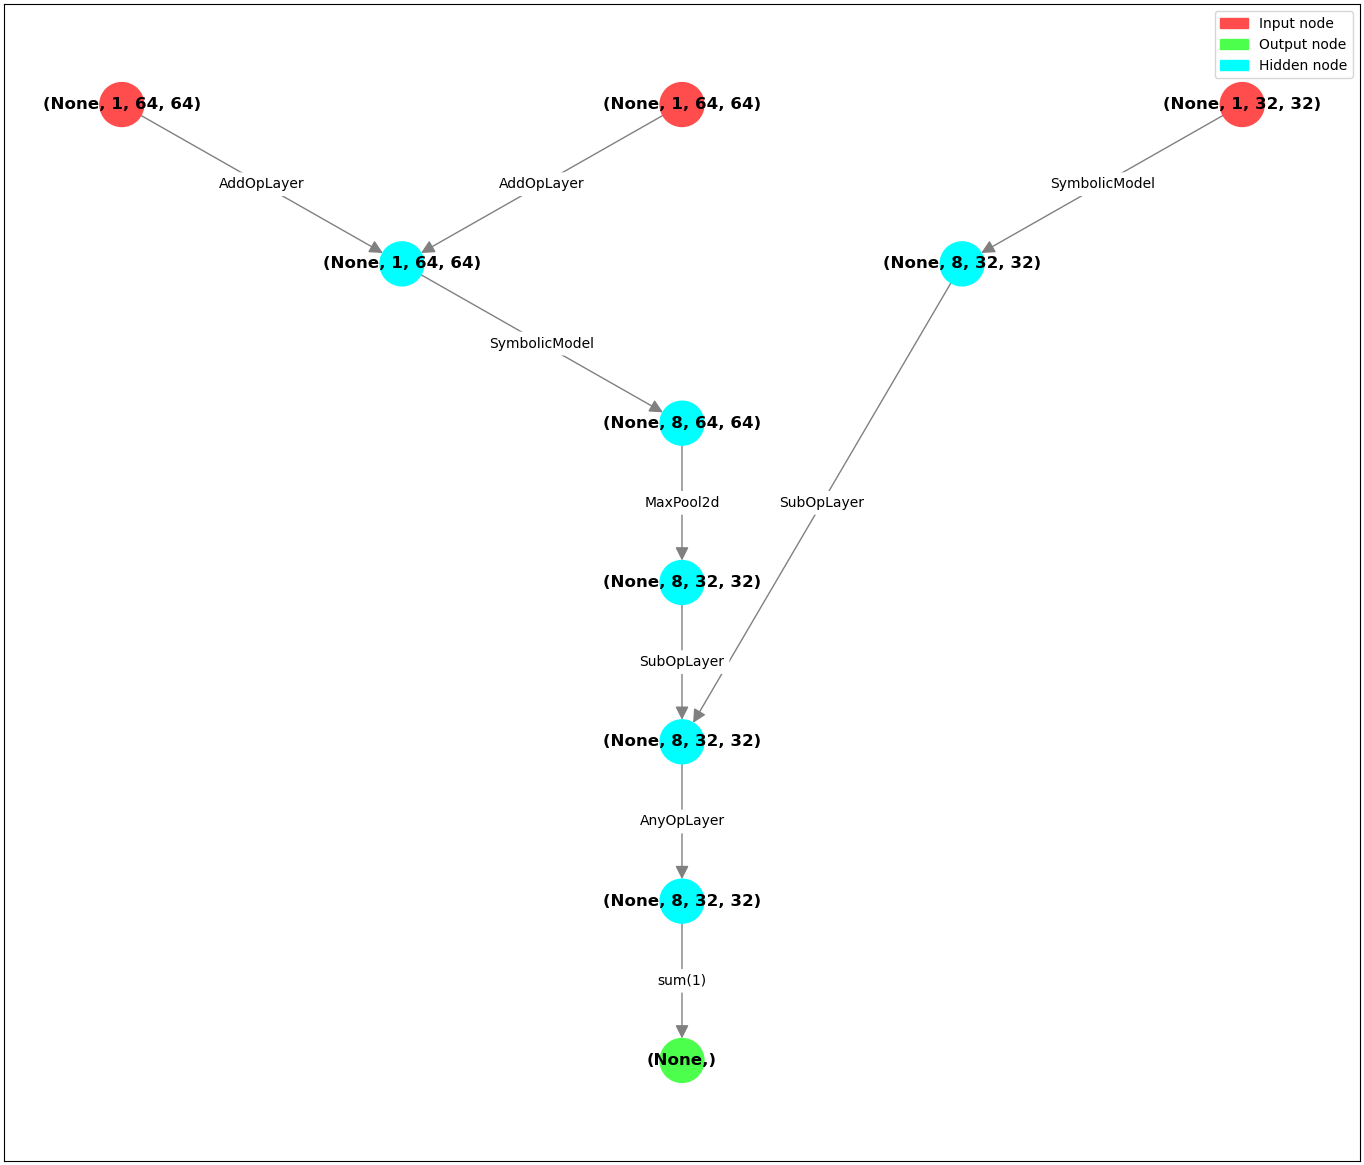 Input node
Output node
Hidden node
(None, 1, 64, 64)
(None, 1, 64, 64)
(None, 1, 32, 32)
AddOpLayer
AddOpLayer
SymbolicModel
(None, 1, 64, 64)
(None, 8, 32, 32)
SymbolicModel
(None, 8, 64, 64)
MaxPool2d
SubOpLayer
(None, 8, 32, 32)
SubOpLayer
(None, 8, 32, 32)
AnyOpLayer
(None, 8, 32, 32)
sum(1)
(None,)